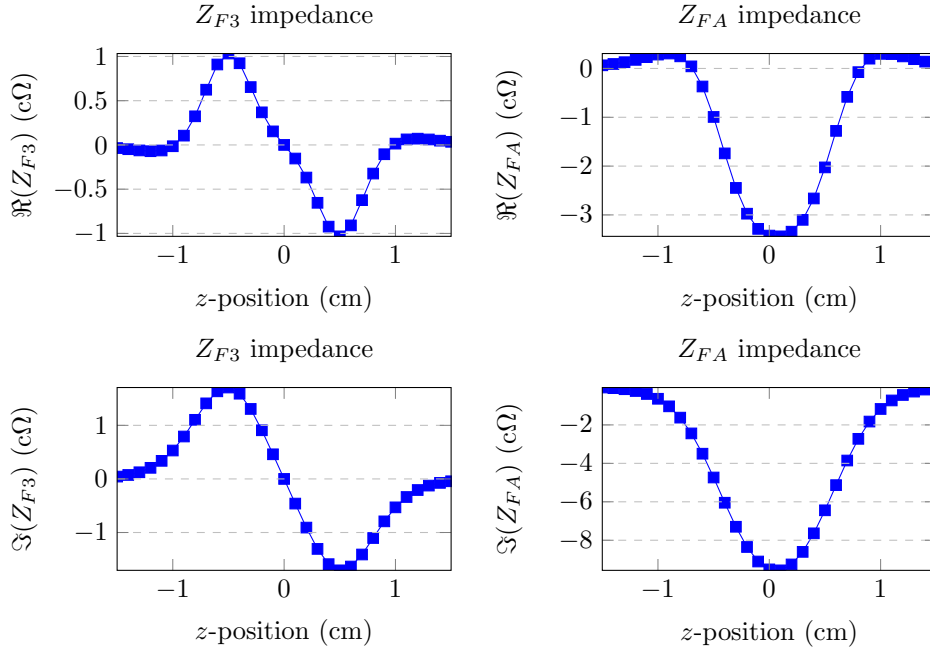 Z_{F3} impedance
1
0.5
0
−0.5
−1
ℜ(Z_{F3}) (cΩ)
−1 0 1
z-position (cm)
Z_{FA} impedance
0
−1
−2
−3
ℜ(Z_{FA}) (cΩ)
−1 0 1
z-position (cm)
Z_{F3} impedance
1
0
−1
ℑ(Z_{F3}) (cΩ)
−1 0 1
z-position (cm)
Z_{FA} impedance
−2
−4
−6
−8
ℑ(Z_{FA}) (cΩ)
−1 0 1
z-position (cm)